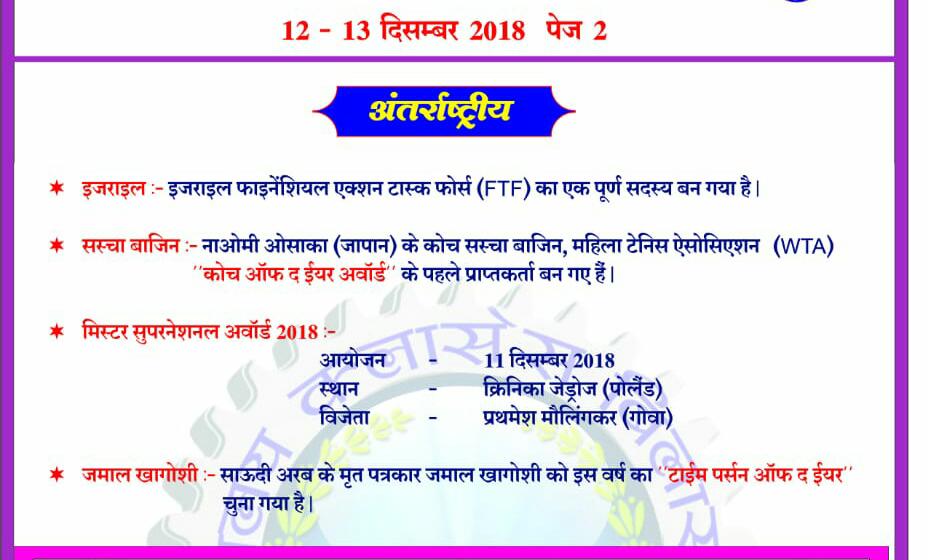 12 - 13 दिसम्बर 2018 पेज 2
अंतर्राष्ट्रीय
✶ इजराइल :- इजराइल फाइनेंशियल एक्शन टास्क फोर्स (FTF) का एक पूर्ण सदस्य बन गया है।
✶ सस्चा बाजिन :- नाओमी ओसाका (जापान) के कोच सस्चा बाजिन, महिला टेनिस ऐसोसिएशन (WTA)
''कोच ऑफ द ईयर अवॉर्ड'' के पहले प्राप्तकर्ता बन गए हैं।
✶ मिस्टर सुपरनेशनल अवॉर्ड 2018 :-
आयोजन - 11 दिसम्बर 2018
स्थान - क्रिनिका जेड्रोज (पोलैंड)
विजेता - प्रथमेश मौलिंगकर (गोवा)
✶ जमाल खागोशी :- साऊदी अरब के मृत पत्रकार जमाल खागोशी को इस वर्ष का ''टाईम पर्सन ऑफ द ईयर''
चुना गया है।
क्लासेस बिलास